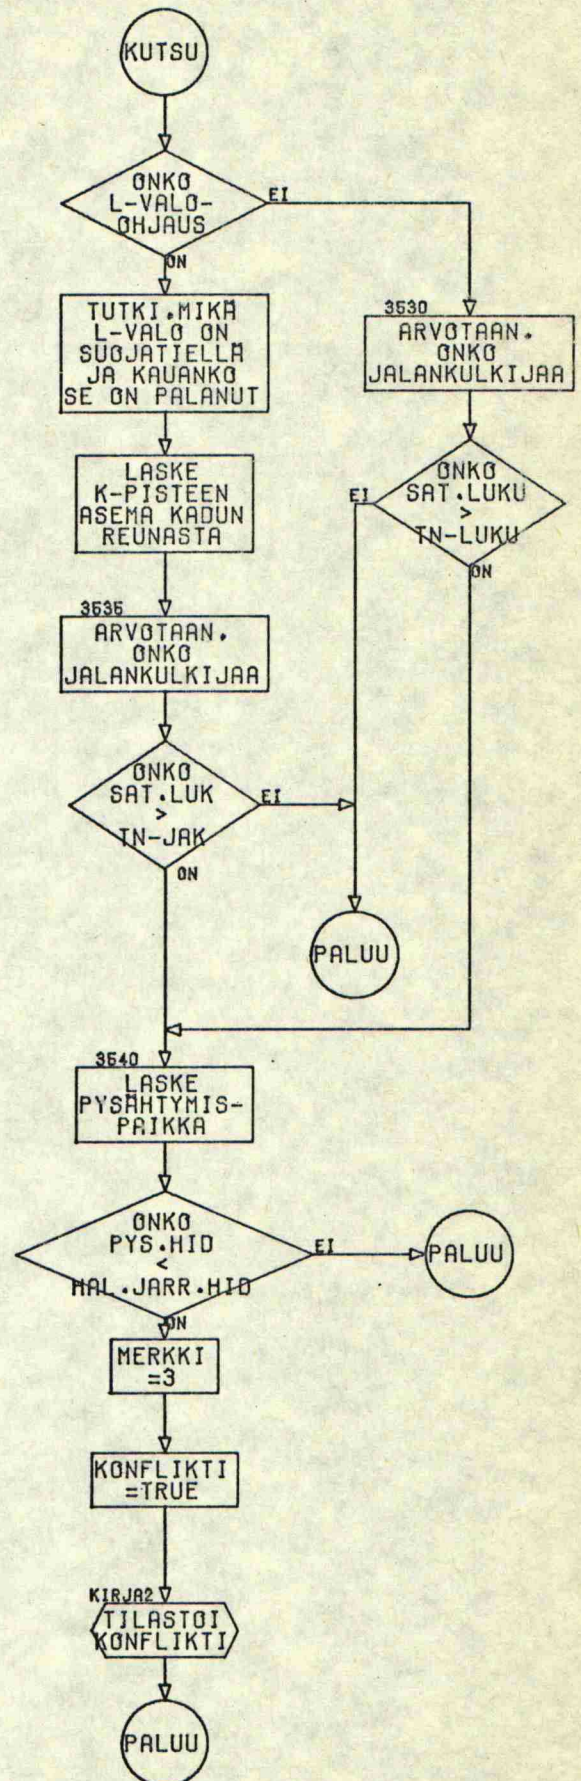 KUTSU
ONKO
L-VALO-
OHJAUS
EI
ON
TUTKI.MIKÄ
L-VALO ON
SUOJATIELLÄ
JA KAUANKO
SE ON PALANUT
3530
ARVOTAAN.
ONKO
JALANKULKIJAA
LASKE
K-PISTEEN
ASEMA KADUN
REUNASTA
ONKO
SAT.LUKU
>
TN-LUKU
EI
ON
3535
ARVOTAAN.
ONKO
JALANKULKIJAA
ONKO
SAT.LUK
>
TN-JAK
EI
ON
PALUU
3540
LASKE
PYSÄHTYMIS-
PAIKKA
ONKO
PYS.HID
<
HAL.JARR.HID
EI
PALUU
ON
MERKKI
=3
KONFLIKTI
=TRUE
KIRJA2
TILASTOI
KONFLIKTI
PALUU